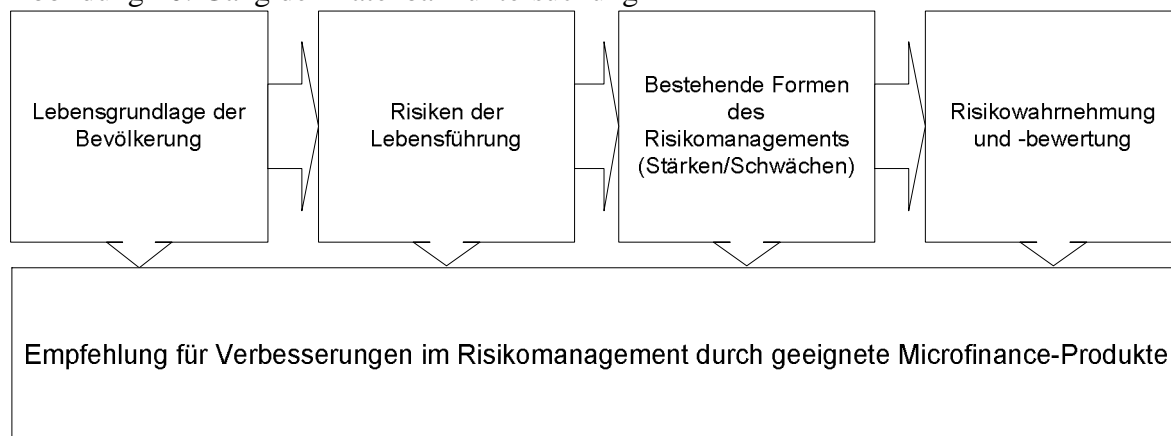 Lebensgrundlage der
Bevölkerung
Risiken der
Lebensführung
Bestehende Formen
des
Risikomanagements
(Stärken/Schwächen)
Risikowahrnehmung
und -bewertung
Empfehlung für Verbesserungen im Risikomanagement durch geeignete Microfinance-Produkte